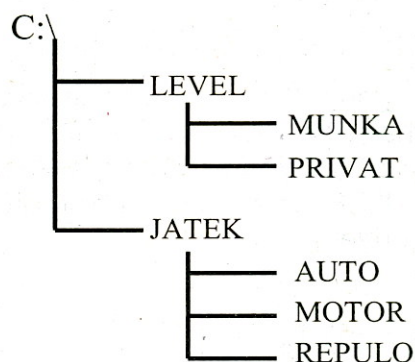 C:\
LEVEL
MUNKA
PRIVAT
JATEK
AUTO
MOTOR
REPULO